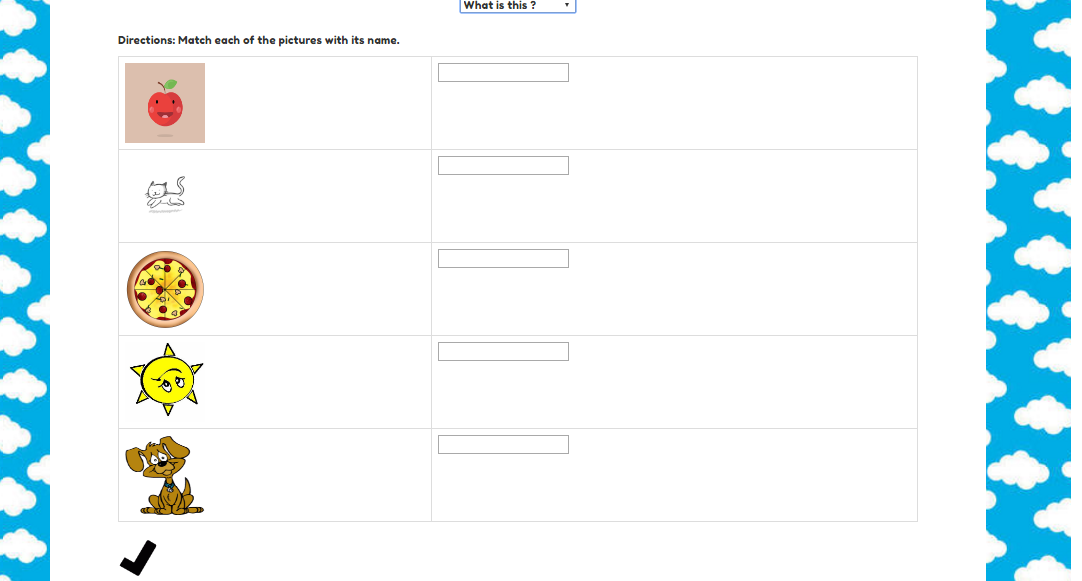 What is this ?
Directions: Match each of the pictures with its name.